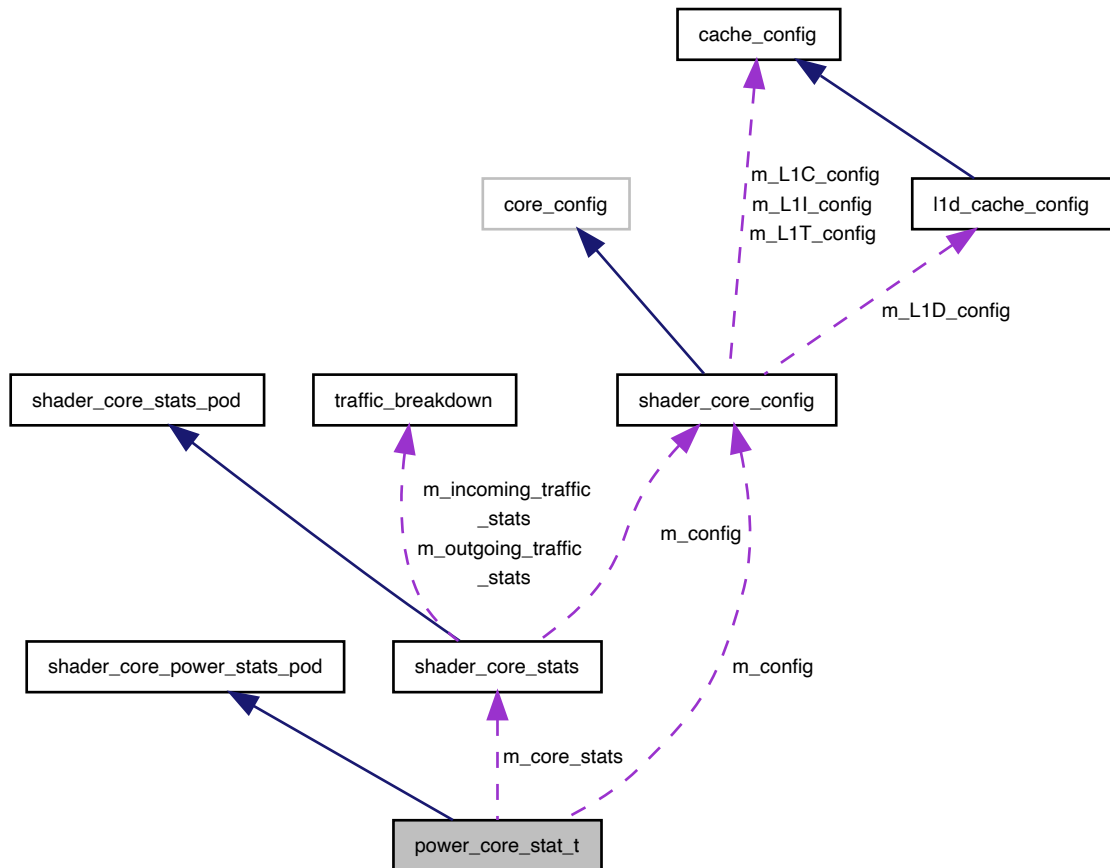 cache_config
m_L1C_config
m_L1I_config
m_L1T_config
core_config
l1d_cache_config
m_L1D_config
shader_core_stats_pod
traffic_breakdown
shader_core_config
m_incoming_traffic
_stats
m_outgoing_traffic
_stats
m_config
shader_core_power_stats_pod
shader_core_stats
m_config
m_core_stats
power_core_stat_t